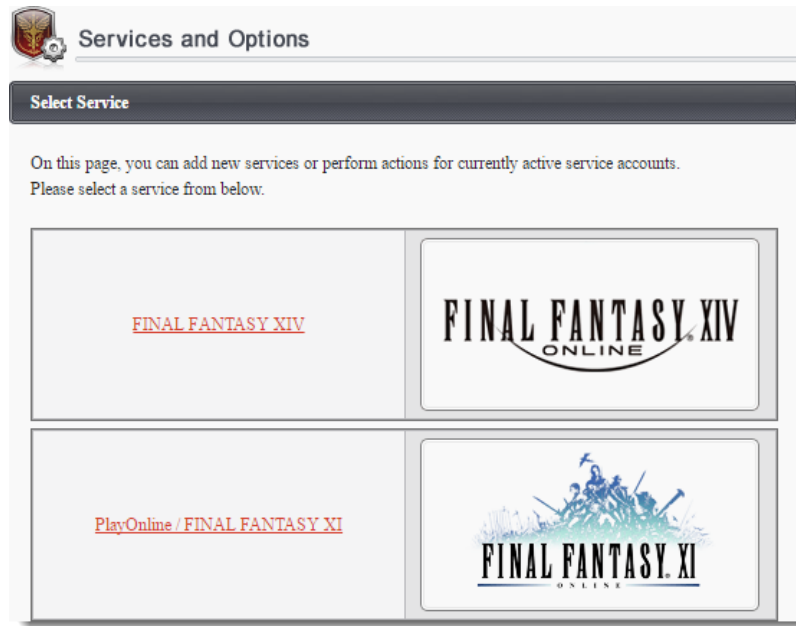 Services and Options
Select Service
On this page, you can add new services or perform actions for currently active service accounts.
Please select a service from below.
FINAL FANTASY XIV
FINAL FANTASY® XIV
ONLINE
PlayOnline / FINAL FANTASY XI
FINAL FANTASY® XI
ONLINE